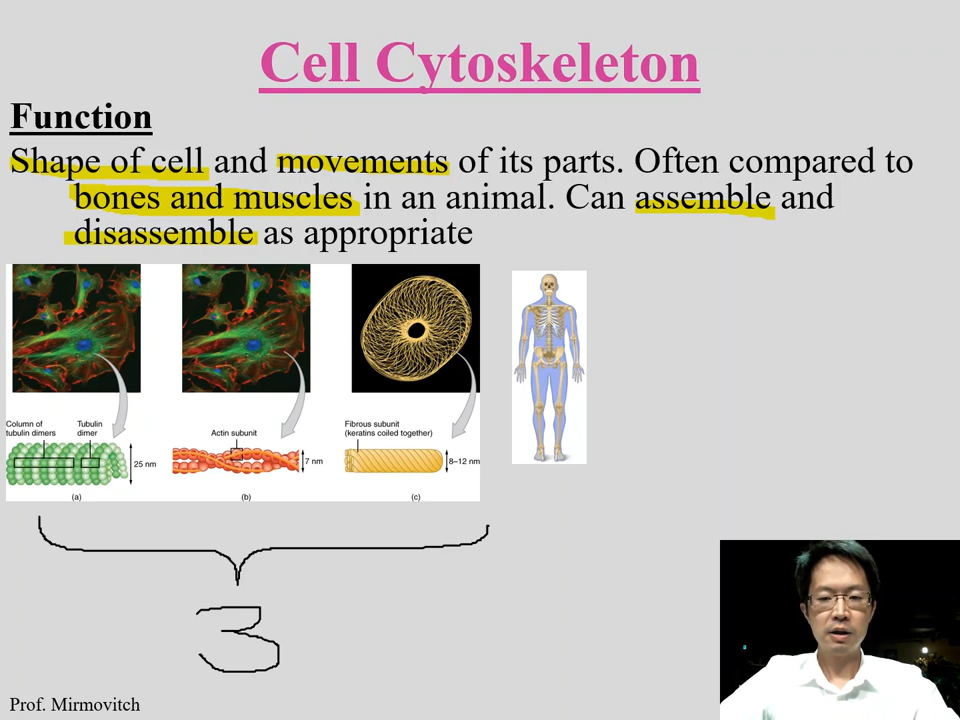 Cell Cytoskeleton
Function
Shape of cell and movements of its parts. Often compared to
bones and muscles in an animal. Can assemble and
disassemble as appropriate
Column of
tubulin dimers
Tubulin
dimer
25 nm
(a)
Actin subunit
7 nm
(b)
Fibrous subunit
(keratins coiled together)
8–12 nm
(c)
3
Prof. Mirmovitch